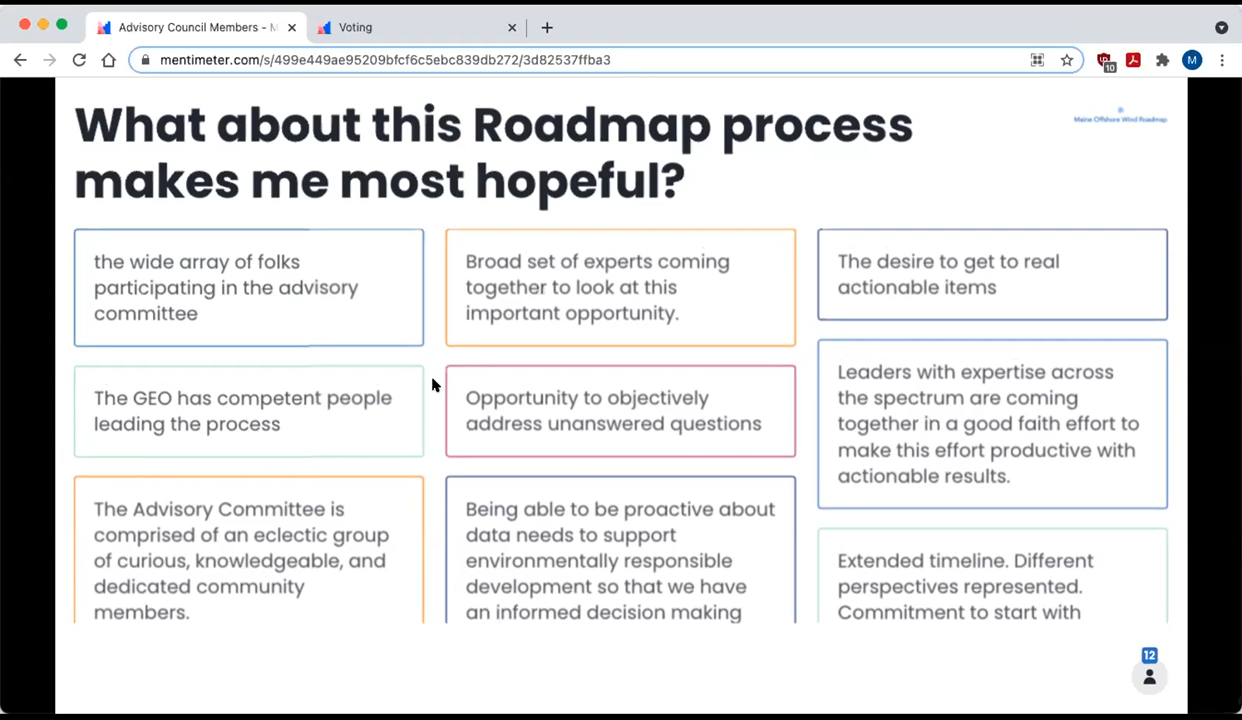 Advisory Council Members - M
Voting
mentimeter.com/s/499e449ae95209bfcf6c5ebc839db272/3d82537ffba3
10
M
What about this Roadmap process
makes me most hopeful?
Maine Offshore Wind Roadmap
the wide array of folks
participating in the advisory
committee
Broad set of experts coming
together to look at this
important opportunity.
The desire to get to real
actionable items
The GEO has competent people
leading the process
Opportunity to objectively
address unanswered questions
Leaders with expertise across
the spectrum are coming
together in a good faith effort to
make this effort productive with
actionable results.
The Advisory Committee is
comprised of an eclectic group
of curious, knowledgeable, and
dedicated community
members.
Being able to be proactive about
data needs to support
environmentally responsible
development so that we have
an informed decision making
Extended timeline. Different
perspectives represented.
Commitment to start with
12